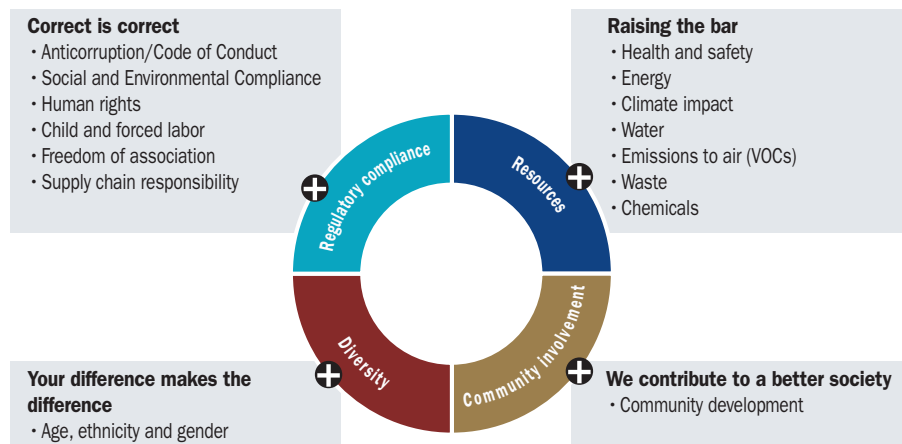 Correct is correct
• Anticorruption/Code of Conduct
• Social and Environmental Compliance
• Human rights
• Child and forced labor
• Freedom of association
• Supply chain responsibility
Raising the bar
• Health and safety
• Energy
• Climate impact
• Water
• Emissions to air (VOCs)
• Waste
• Chemicals
Regulatory compliance
Resources
Diversity
Community involvement
Your difference makes the
difference
• Age, ethnicity and gender
We contribute to a better society
• Community development